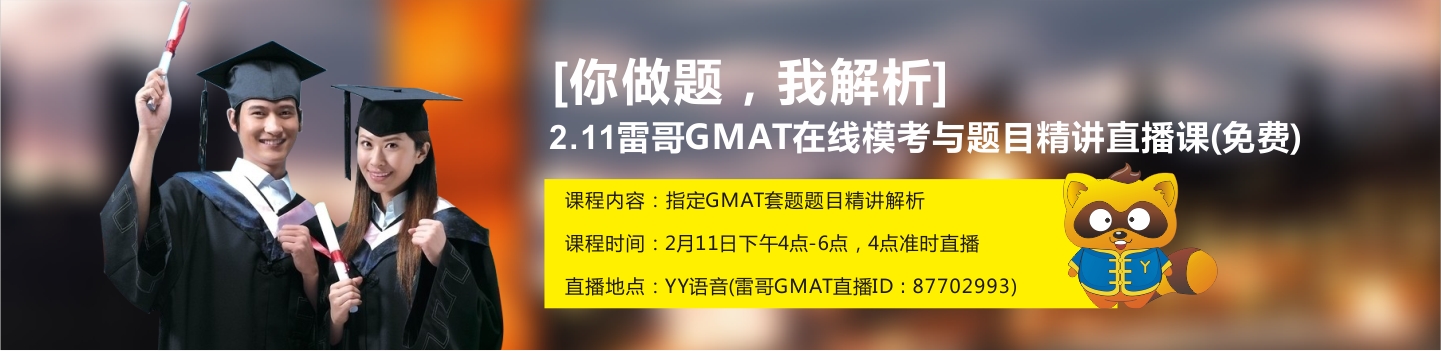 [你做题，我解析]
2.11雷哥GMAT在线模考与题目精讲直播课(免费)
课程内容：指定GMAT套题题目精讲解析
课程时间：2月11日下午4点-6点，4点准时直播
直播地点：YY语音(雷哥GMAT直播ID：87702993)
Y